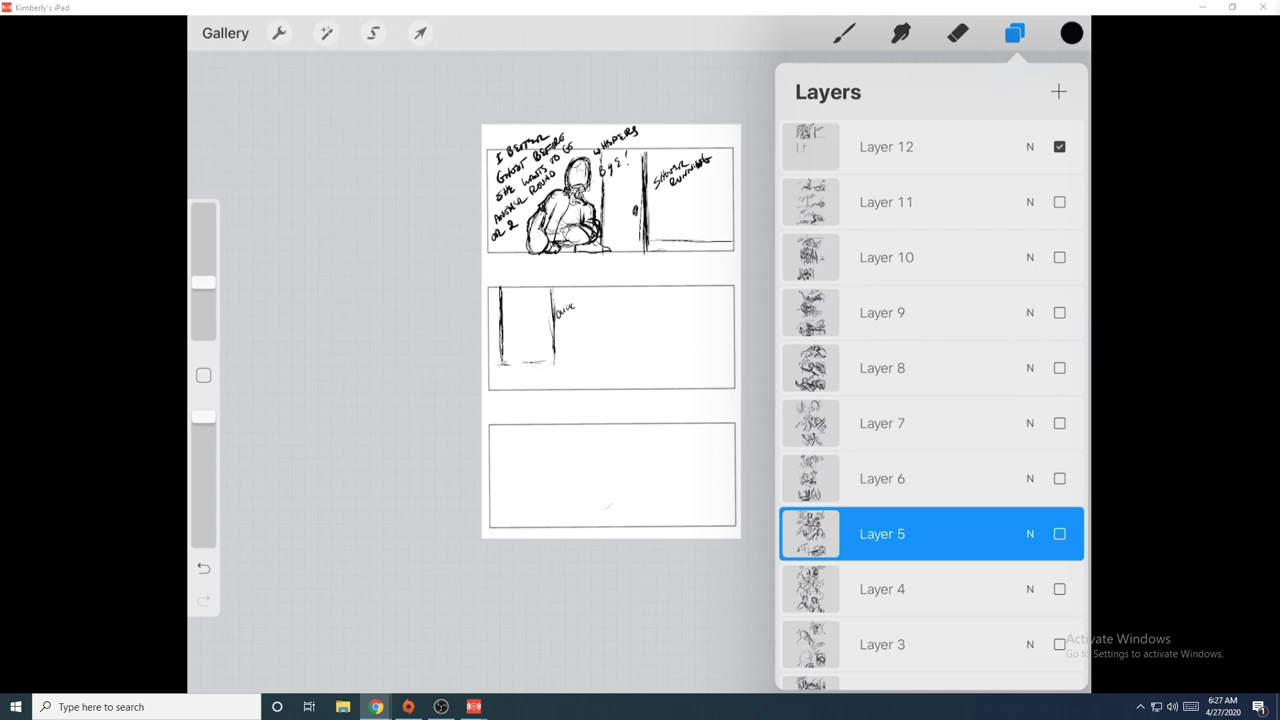 Kimberly's iPad
Gallery
Layers
Layer 12 N
Layer 11 N
Layer 10 N
Layer 9 N
Layer 8 N
Layer 7 N
Layer 6 N
Layer 5 N
Layer 4 N
Layer 3 N
I BETTER
GHOST BEFORE
SHE WANTS TO GO
ANOTHER ROUND
OR 2
WHISPERS
BYE!
SHOWER
RUNNING
Activate Windows
Go to Settings to activate Windows.
Type here to search
6:27 AM
4/27/2020
1